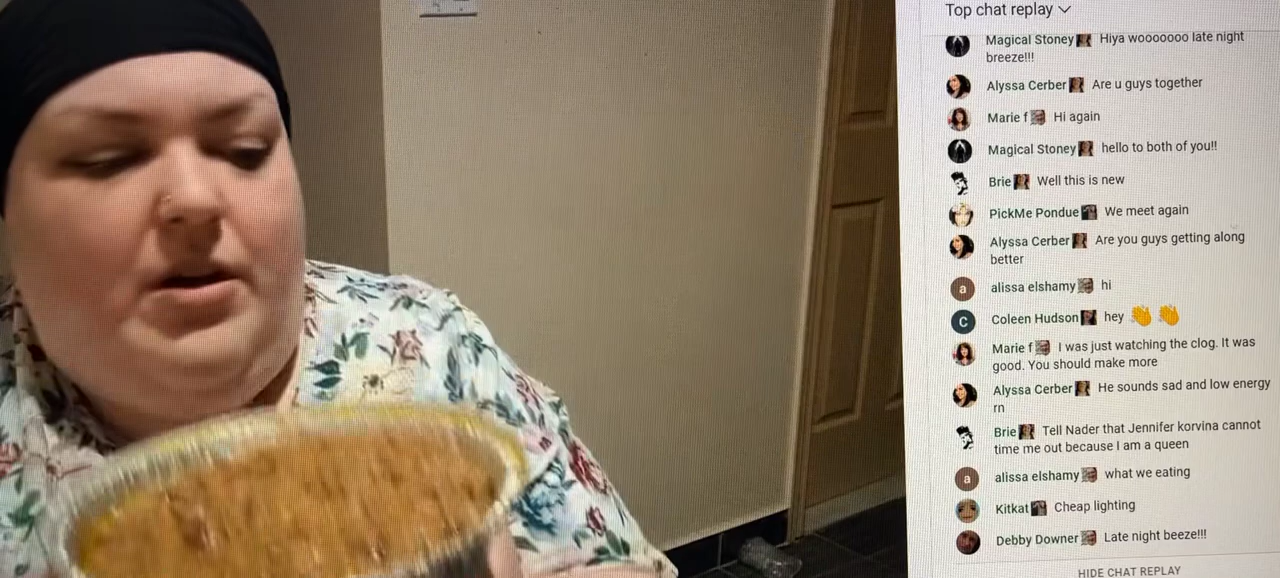 Top chat replay
Magical Stoney Hiya wooooooo late night
breeze!!!
Alyssa Cerber Are u guys together
Marie f Hi again
Magical Stoney hello to both of you!!
Brie Well this is new
PickMe Pondue We meet again
Alyssa Cerber Are you guys getting along
better
a alissa elshamy hi
C Coleen Hudson hey 👏 👏
Marie f I was just watching the clog. It was
good. You should make more
Alyssa Cerber He sounds sad and low energy
rn
Brie Tell Nader that Jennifer korvina cannot
time me out because I am a queen
a alissa elshamy what we eating
Kitkat Cheap lighting
Debby Downer Late night beeze!!!
HIDE CHAT REPLAY